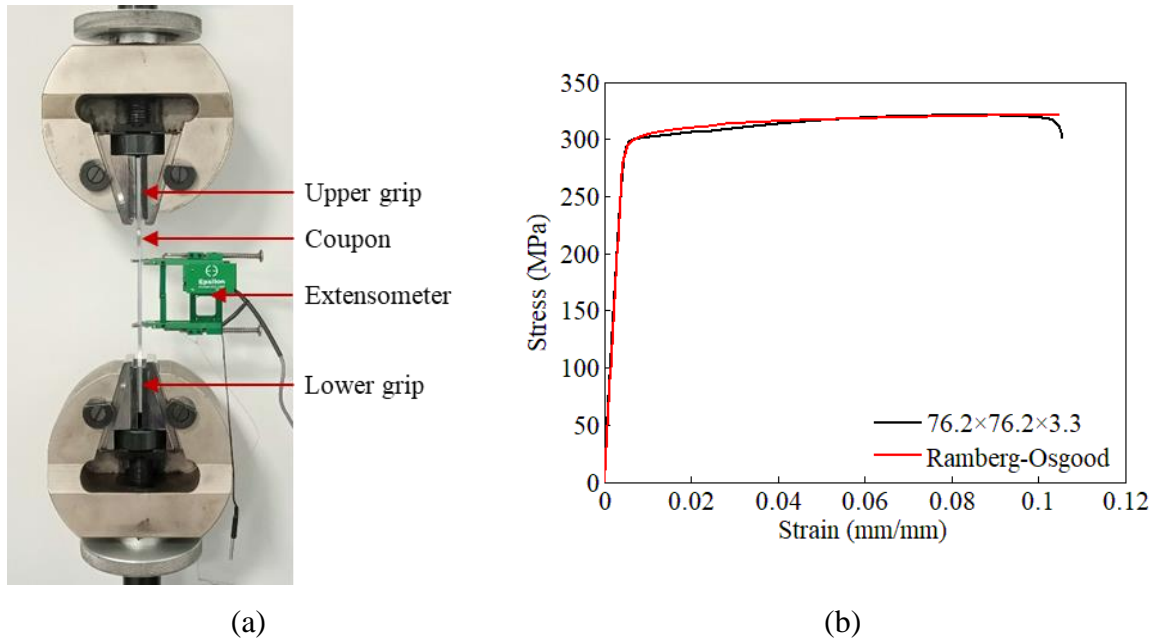 Upper grip
Coupon
Extensometer
Lower grip
Epsilon
(a)
350
300
250
200
150
100
50
0
Stress (MPa)
76.2×76.2×3.3
Ramberg-Osgood
0 0.02 0.04 0.06 0.08 0.1 0.12
Strain (mm/mm)
(b)